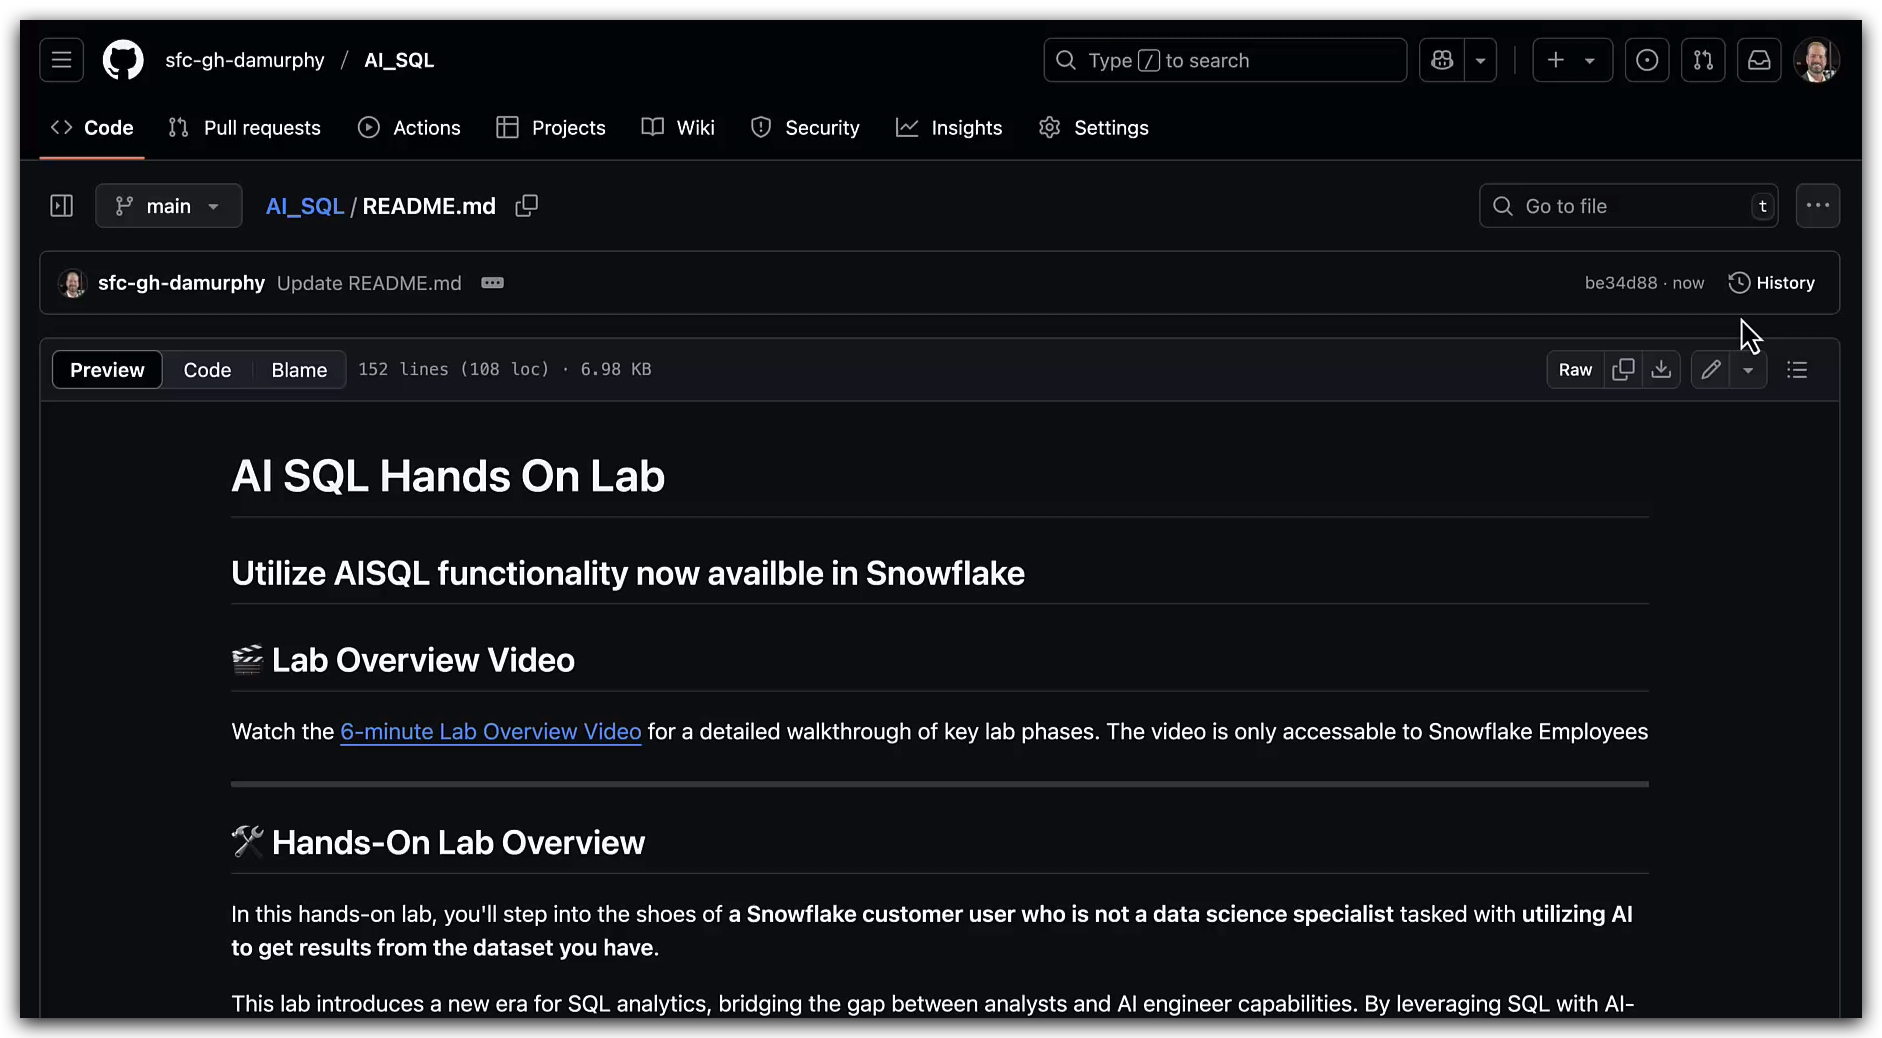 sfc-gh-damurphy / AI_SQL
Type / to search
Code Pull requests Actions Projects Wiki Security Insights Settings
main AI_SQL / README.md Go to file t
sfc-gh-damurphy Update README.md be34d88 · now History
Preview Code Blame 152 lines (108 loc) · 6.98 KB Raw
AI SQL Hands On Lab
Utilize AISQL functionality now availble in Snowflake
Lab Overview Video
Watch the 6-minute Lab Overview Video for a detailed walkthrough of key lab phases. The video is only accessable to Snowflake Employees
Hands-On Lab Overview
In this hands-on lab, you'll step into the shoes of a Snowflake customer user who is not a data science specialist tasked with utilizing AI
to get results from the dataset you have.
This lab introduces a new era for SQL analytics, bridging the gap between analysts and AI engineer capabilities. By leveraging SQL with AI-